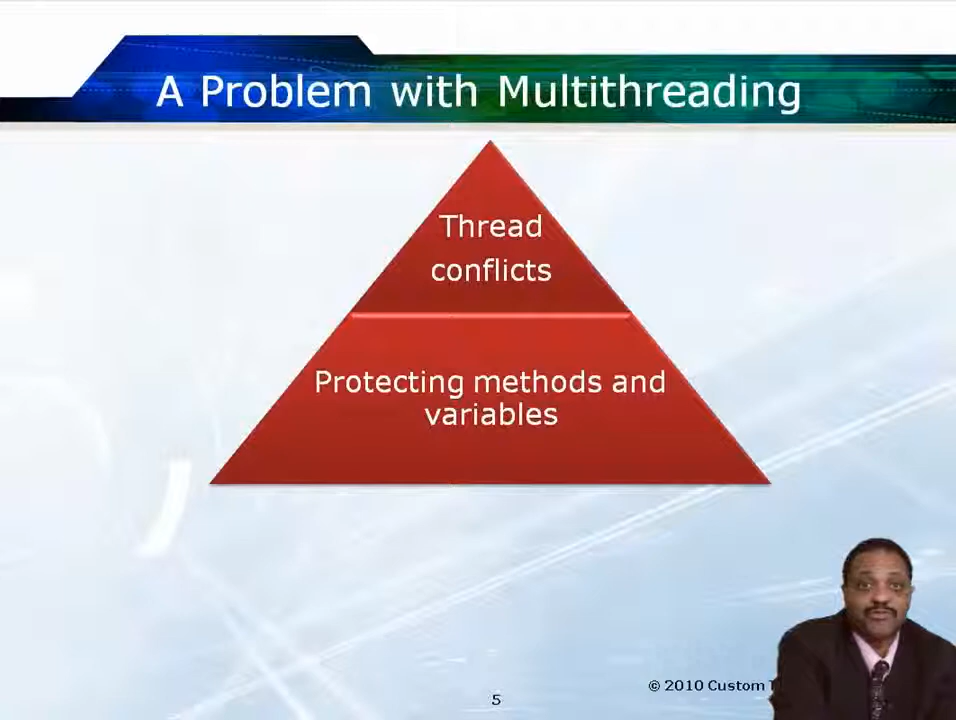 A Problem with Multithreading
Thread
conflicts
Protecting methods and
variables
© 2010 Custom
5